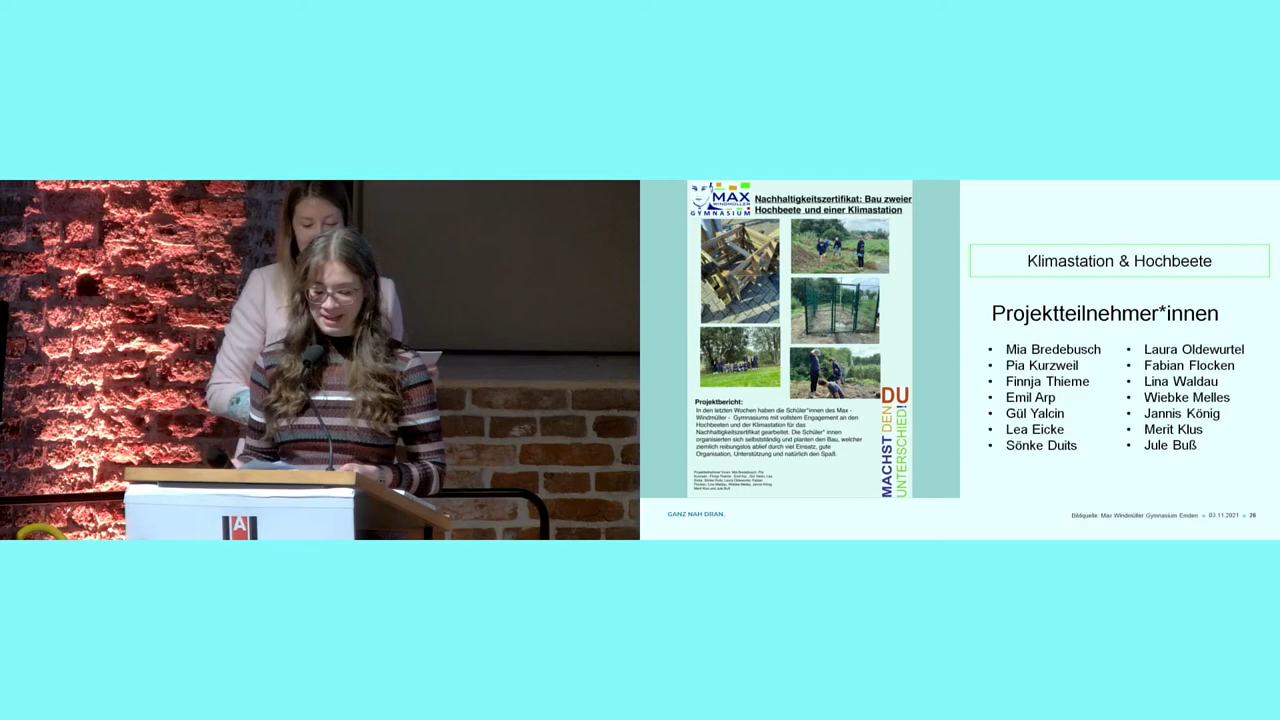 MAX
WINDMÜLLER
GYMNASIUM
Nachhaltigkeitszertifikat: Bau zweier
Hochbeete und einer Klimastation
Projektbericht:
In den letzten Wochen haben die Schüler*innen des Max -
Windmüller - Gymnasiums mit vollstem Engagement an den
Hochbeeten und der Klimastation für das
Nachhaltigkeitszertifikat gearbeitet. Die Schüler* innen
organisierten sich selbstständig und planten den Bau, welcher
ziemlich reibungslos ablief durch viel Einsatz, gute
Organisation, Unterstützung und natürlich den Spaß.
MACHST DEN
DU
UNTERSCHIED!
GANZ NAH DRAN.
Klimastation & Hochbeete
Projektteilnehmer*innen
• Mia Bredebusch
• Pia Kurzweil
• Finnja Thieme
• Emil Arp
• Gül Yalcin
• Lea Eicke
• Sönke Duits
• Laura Oldewurtel
• Fabian Flocken
• Lina Waldau
• Wiebke Melles
• Jannis König
• Merit Klus
• Jule Buß
Bildquelle: Max Windmüller Gymnasium Emden 03.11.2021 26
A